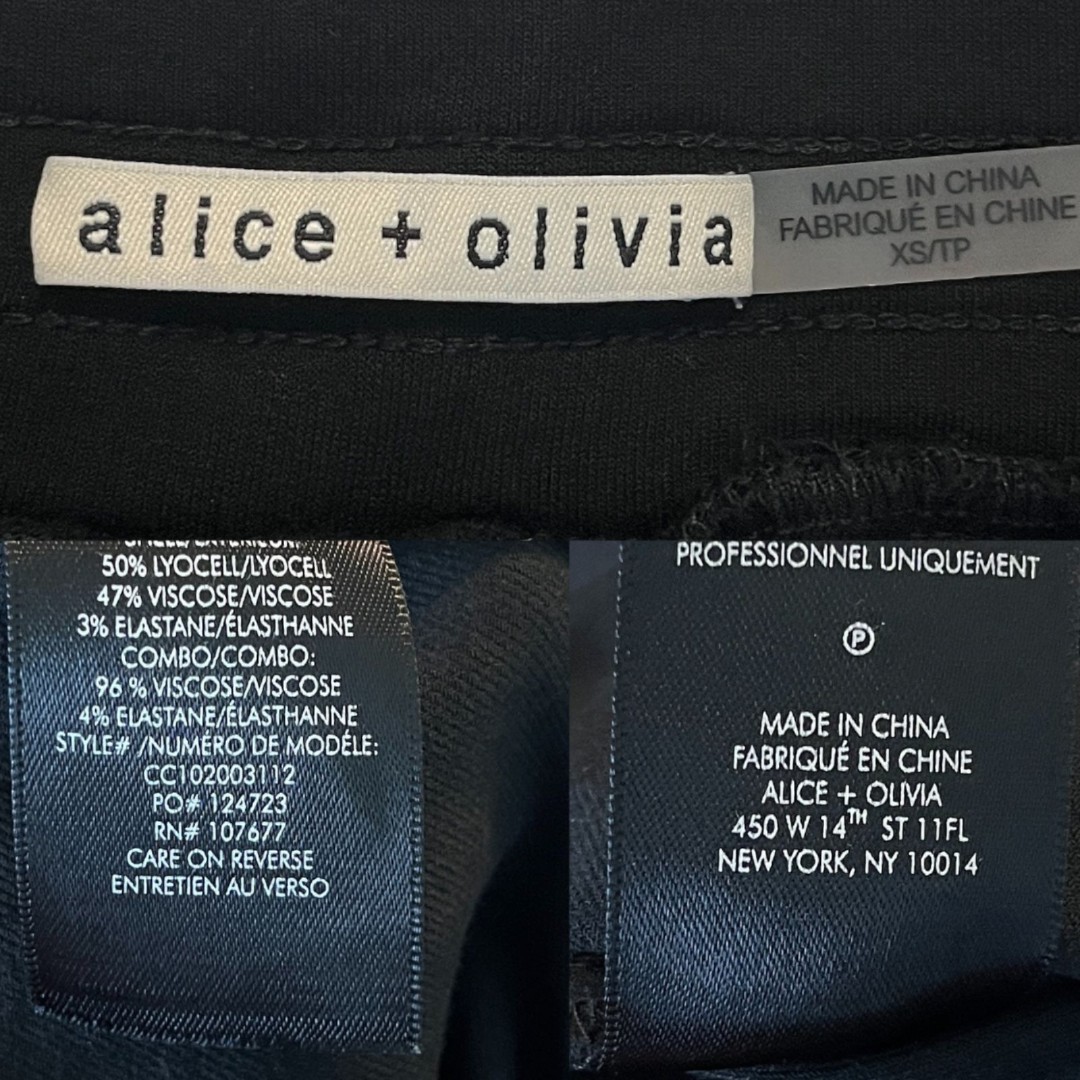 alice + olivia
MADE IN CHINA
FABRIQUÉ EN CHINE
XS/TP
50% LYOCELL/LYOCELL
47% VISCOSE/VISCOSE
3% ELASTANE/ÉLASTHANNE
COMBO/COMBO:
96 % VISCOSE/VISCOSE
4% ELASTANE/ÉLASTHANNE
STYLE# /NUMÉRO DE MODÉLE:
CC102003112
PO# 124723
RN# 107677
CARE ON REVERSE
ENTRETIEN AU VERSO
PROFESSIONNEL UNIQUEMENT
P
MADE IN CHINA
FABRIQUÉ EN CHINE
ALICE + OLIVIA
450 W 14TH ST 11FL
NEW YORK, NY 10014